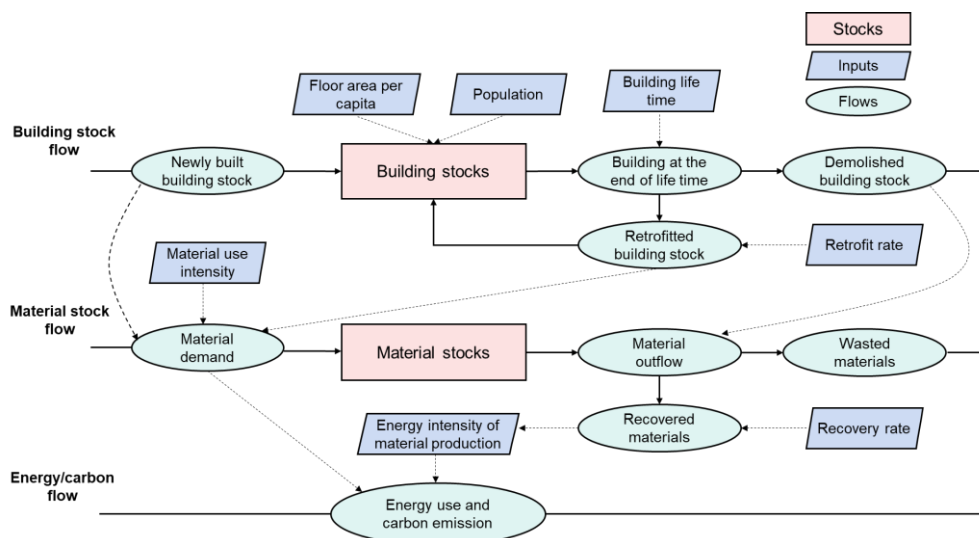 Stocks
Inputs
Flows
Floor area per
capita
Population
Building life
time
Building stock
flow
Newly built
building stock
Building stocks
Building at the
end of life time
Demolished
building stock
Retrofitted
building stock
Retrofit rate
Material use
intensity
Material stock
flow
Material
demand
Material stocks
Material
outflow
Wasted
materials
Energy intensity of
material production
Recovered
materials
Recovery rate
Energy/carbon
flow
Energy use and
carbon emission